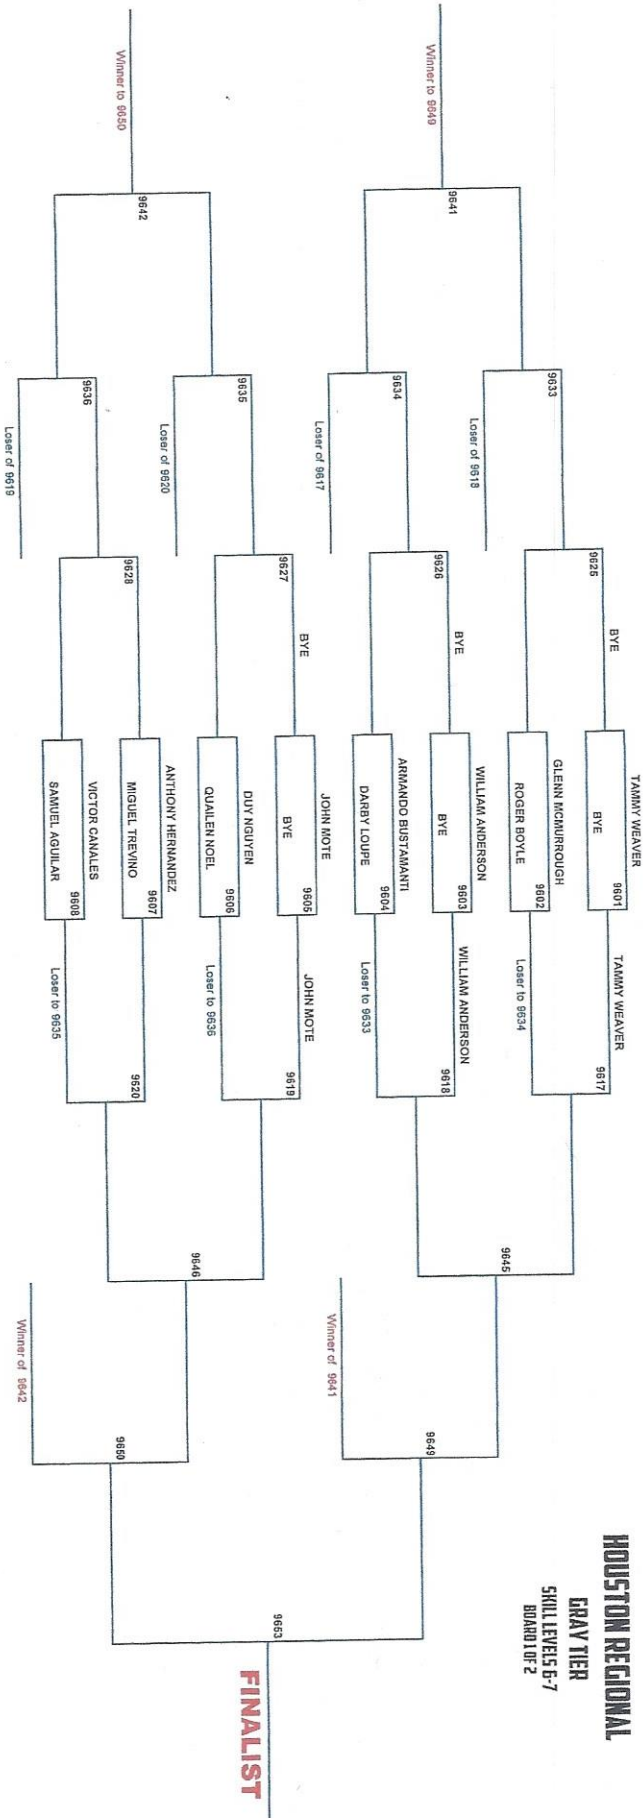 HOUSTON REGIONAL
GRAY TIER
SKILL LEVELS 6-7
BOARD 1 OF 2
TAMMY WEAVER
BYE
9601
BYE
9625
TAMMY WEAVER
9617
GLENN MCMURROUGH
ROGER BOYLE
9602
Loser to 9634
9633
Loser of 9618
9645
WILLIAM ANDERSON
BYE
9603
BYE
9626
WILLIAM ANDERSON
9618
ARMANDO BUSTAMANTI
DARBY LOUPE
9604
Loser to 9633
9634
Loser of 9617
9641
Winner to 9649
Winner of 9641
9649
JOHN MOTE
BYE
9605
BYE
9627
JOHN MOTE
9619
DUY NGUYEN
QUAILEN NOEL
9606
Loser to 9636
9635
Loser of 9620
9653
FINALIST
9646
ANTHONY HERNANDEZ
MIGUEL TREVINO
9607
9628
9620
VICTOR CANALES
SAMUEL AGUILAR
9608
Loser to 9635
9636
Loser of 9619
9642
Winner to 9650
Winner of 9642
9650